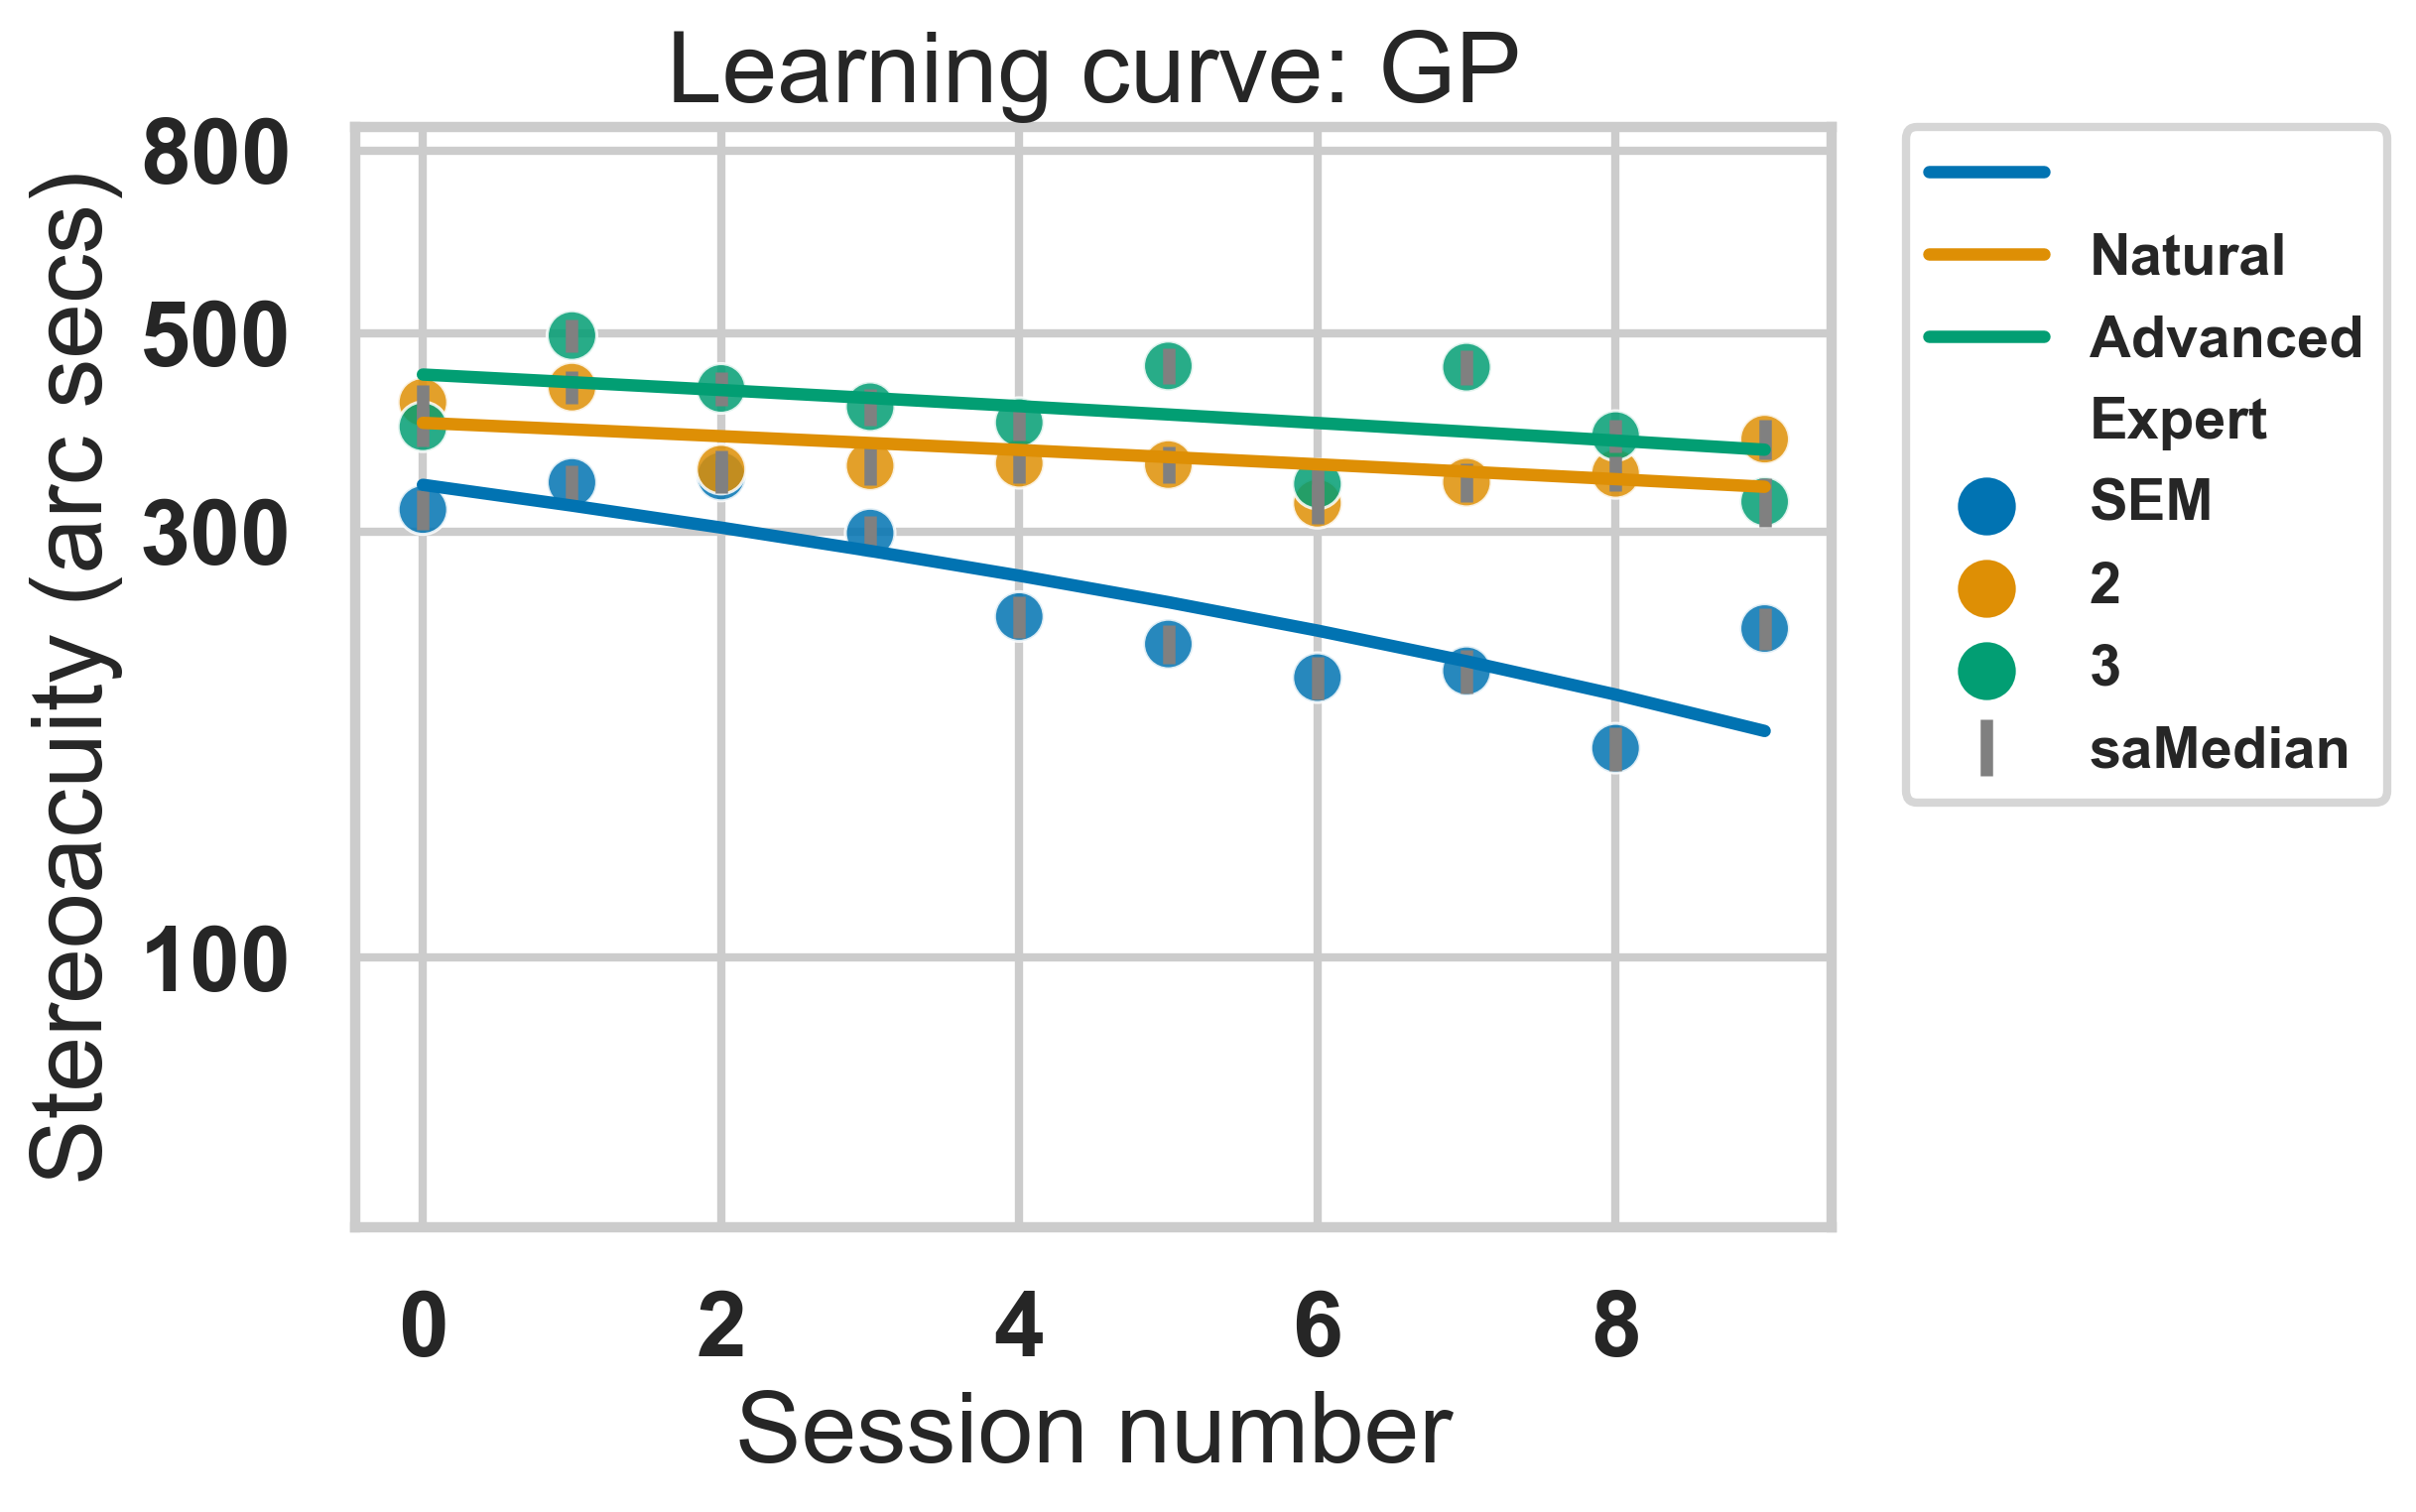 Learning curve: GP
Stereoacuity (arc secs)
800
500
300
100
0 2 4 6 8
Session number
Natural
Advanced
Expert
SEM
2
3
saMedian